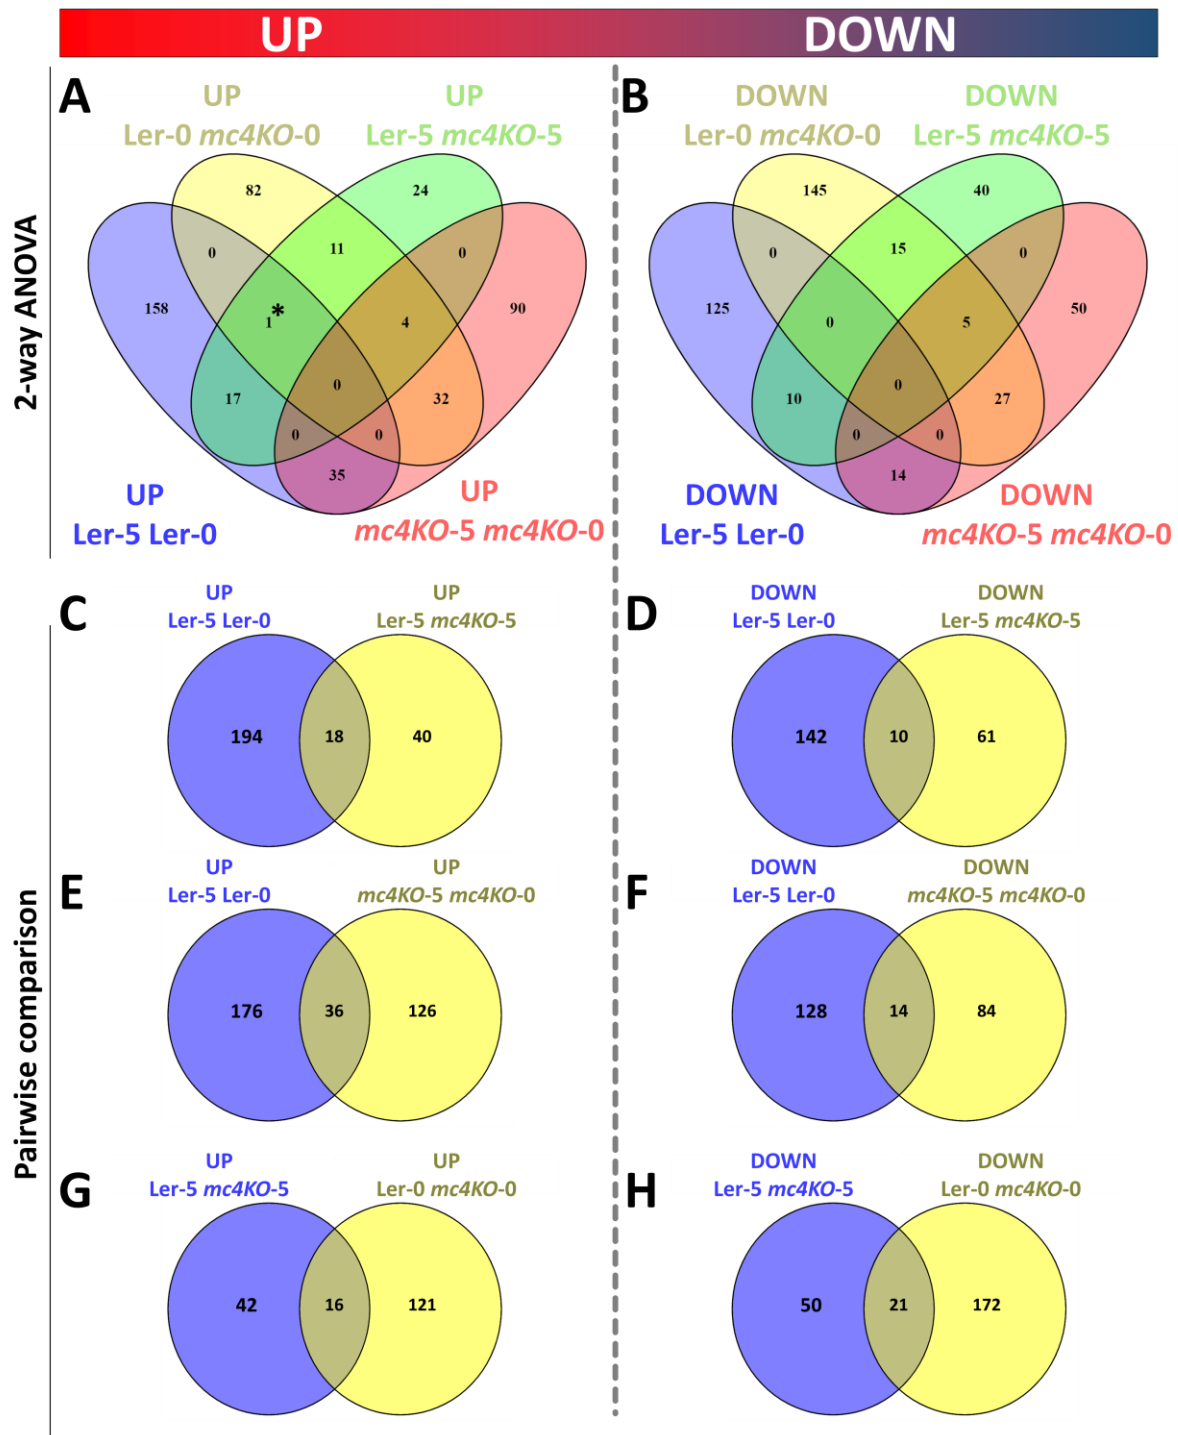 UP DOWN
2-way ANOVA
A
UP UP
Ler-0 mc4KO-0 Ler-5 mc4KO-5
82 24
0 11 0
158 1* 4 90
17 0 32
0 0
35
UP UP
Ler-5 Ler-0 mc4KO-5 mc4KO-0
B
DOWN DOWN
Ler-0 mc4KO-0 Ler-5 mc4KO-5
145 40
0 15 0
125 0 5 50
10 0 27
0 0
14
DOWN DOWN
Ler-5 Ler-0 mc4KO-5 mc4KO-0
Pairwise comparison
C
UP UP
Ler-5 Ler-0 Ler-5 mc4KO-5
194 18 40
D
DOWN DOWN
Ler-5 Ler-0 Ler-5 mc4KO-5
142 10 61
E
UP UP
Ler-5 Ler-0 mc4KO-5 mc4KO-0
176 36 126
F
DOWN DOWN
Ler-5 Ler-0 mc4KO-5 mc4KO-0
128 14 84
G
UP UP
Ler-5 mc4KO-5 Ler-0 mc4KO-0
42 16 121
H
DOWN DOWN
Ler-5 mc4KO-5 Ler-0 mc4KO-0
50 21 172